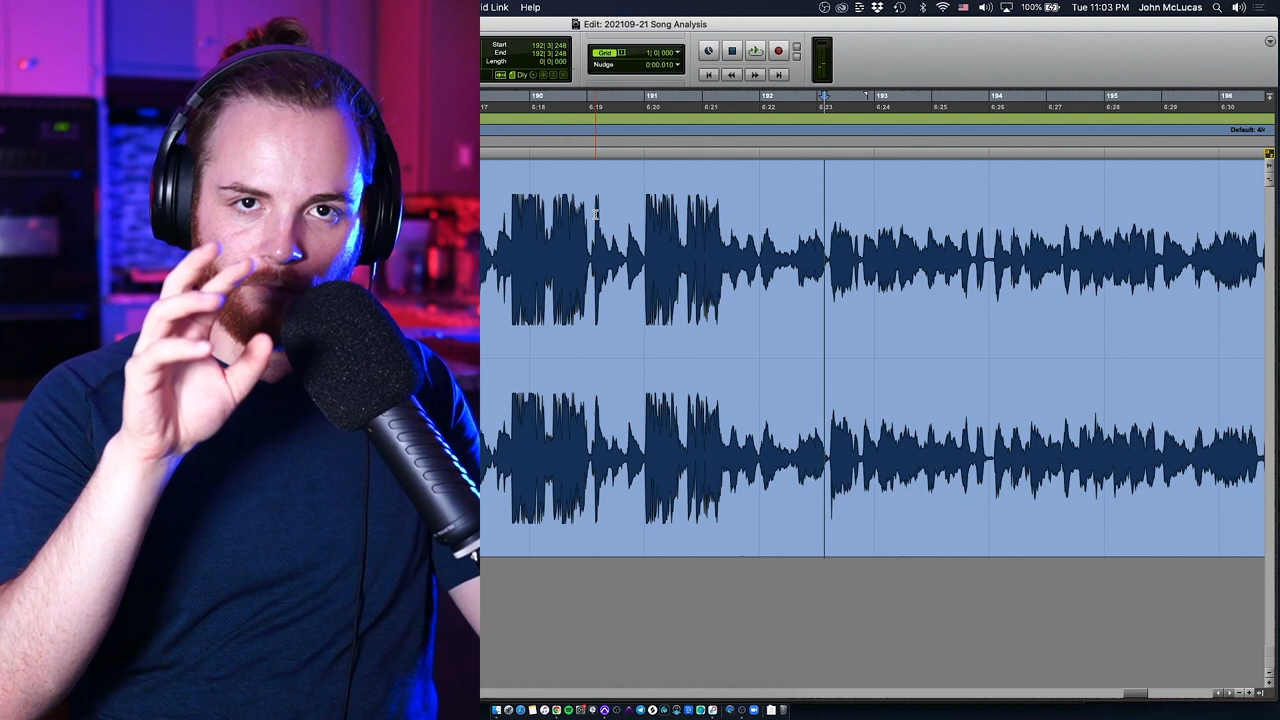 id Link Help
100% Tue 11:03 PM John McLucas
Edit: 202109-21 Song Analysis
Start 192| 3| 248
End 192| 3| 248
Length 0| 0| 000
Dly
Grid 1| 0| 000
Nudge 0:00.010
190 191 192 193 194 195 196
17 6:18 6:19 6:20 6:21 6:22 6:23 6:24 6:25 6:26 6:27 6:28 6:29 6:30
Default: 4/4